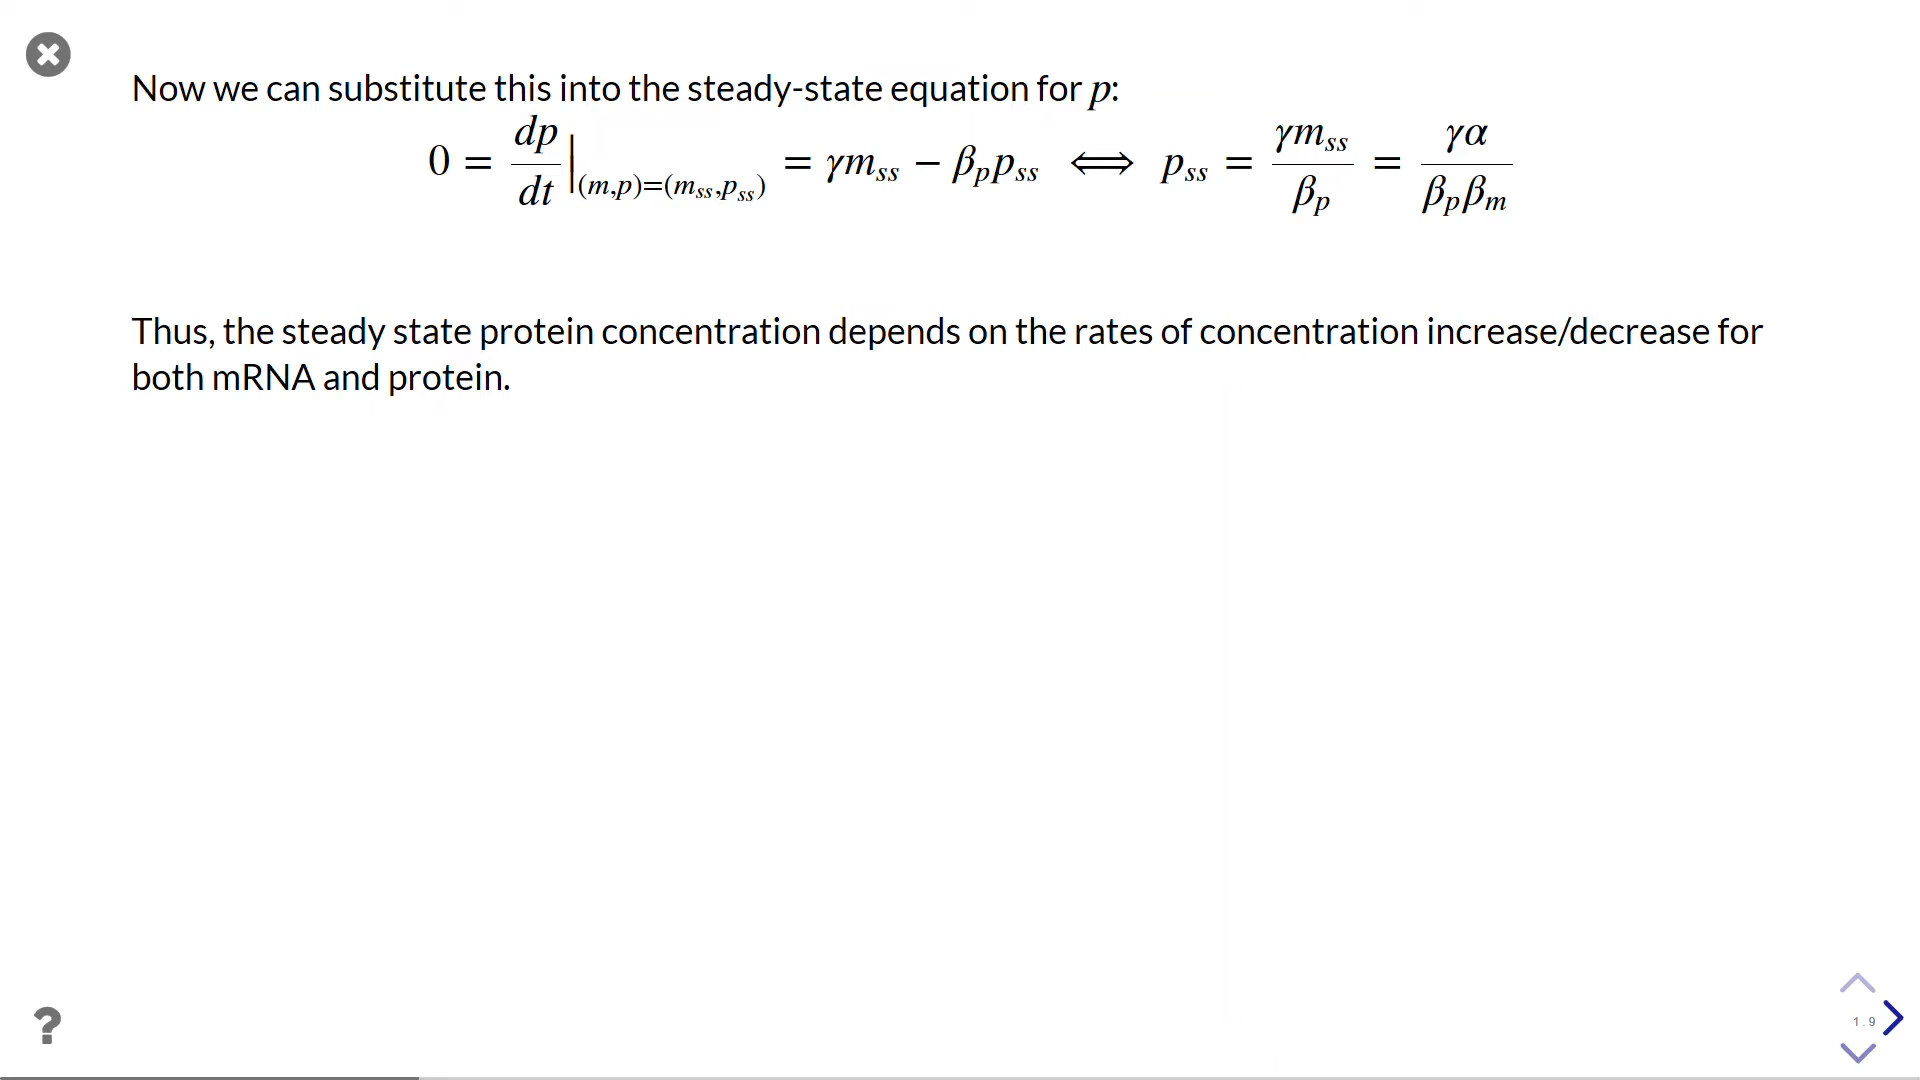 Now we can substitute this into the steady-state equation for p:
0 = dp/dt |(m,p)=(mss,pss) = γmss − βppss ⟺ pss = γmss/βp = γα/βpβm
Thus, the steady state protein concentration depends on the rates of concentration increase/decrease for
both mRNA and protein.
?
1 . 9